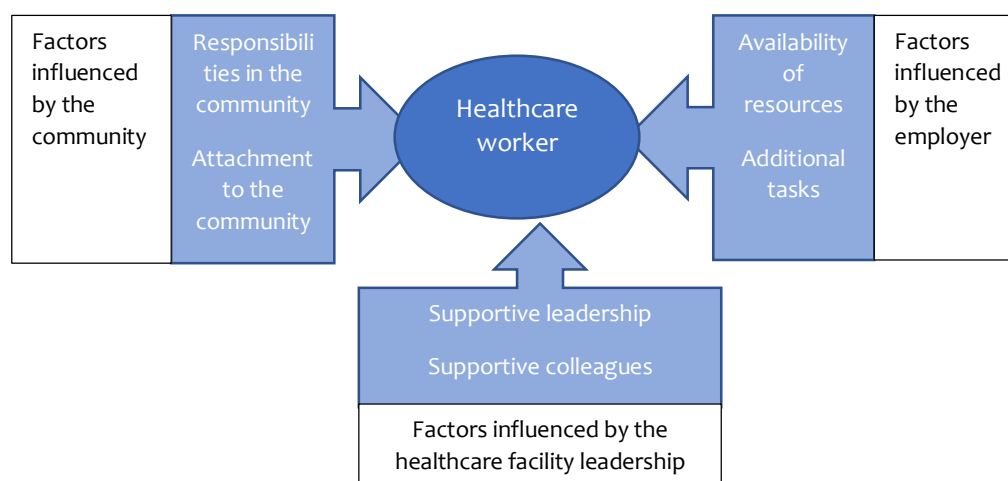 Factors
influenced
by the
community
Responsibili
ties in the
community
Attachment
to the
community
Healthcare
worker
Availability
of
resources
Additional
tasks
Factors
influenced
by the
employer
Supportive leadership
Supportive colleagues
Factors influenced by the
healthcare facility leadership